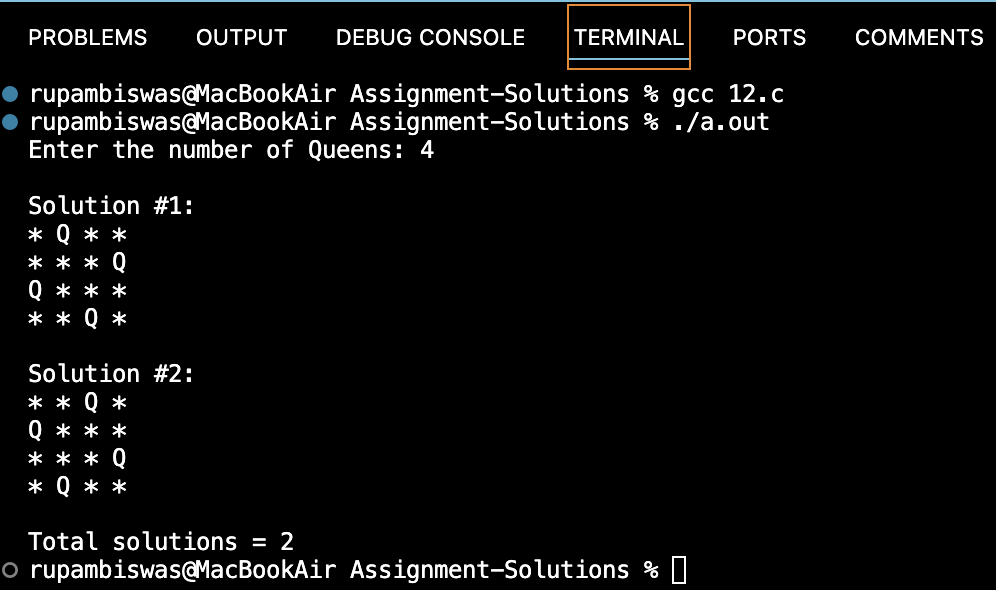 PROBLEMS OUTPUT DEBUG CONSOLE TERMINAL PORTS COMMENTS
rupambiswas@MacBookAir Assignment-Solutions % gcc 12.c
rupambiswas@MacBookAir Assignment-Solutions % ./a.out
Enter the number of Queens: 4
Solution #1:
* Q * *
* * * Q
Q * * *
* * Q *
Solution #2:
* * Q *
Q * * *
* * * Q
* Q * *
Total solutions = 2
rupambiswas@MacBookAir Assignment-Solutions %